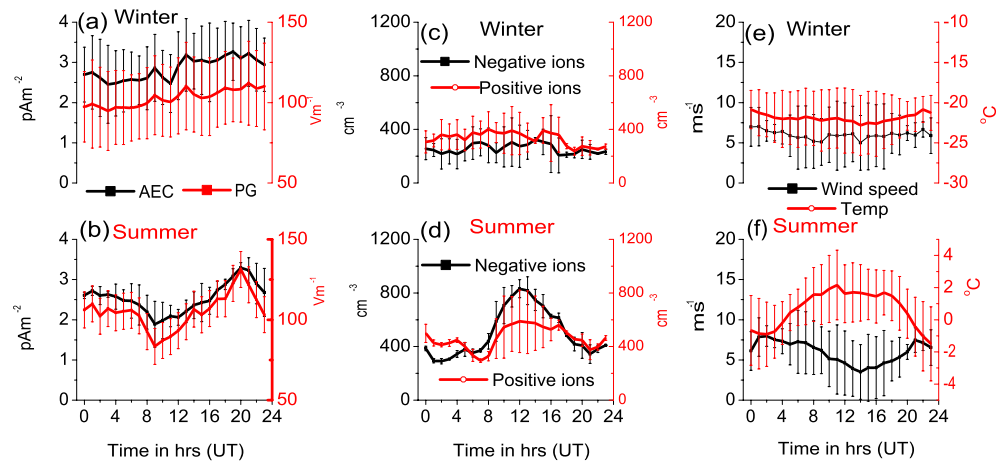 (a) Winter
4
3
2
1
0
pAm⁻²
150
100
50
Vm⁻¹
AEC PG
(b) Summer
4
3
2
1
0
pAm⁻²
150
100
50
Vm⁻¹
0 4 8 12 16 20 24
Time in hrs (UT)
(c) Winter
cm⁻³
1200
800
400
0
cm⁻³
1200
800
400
0
Negative ions
Positive ions
(d) Summer
cm⁻³
1200
800
400
0
cm⁻³
1200
800
400
0
Negative ions
Positive ions
0 4 8 12 16 20 24
Time in hrs (UT)
(e) Winter
20
15
10
5
0
ms⁻¹
-10
-15
-20
-25
-30
°C
Wind speed
Temp
Summer (f)
20
15
10
5
0
ms⁻¹
4
2
0
-2
-4
°C
0 4 8 12 16 20 24
Time in hrs (UT)